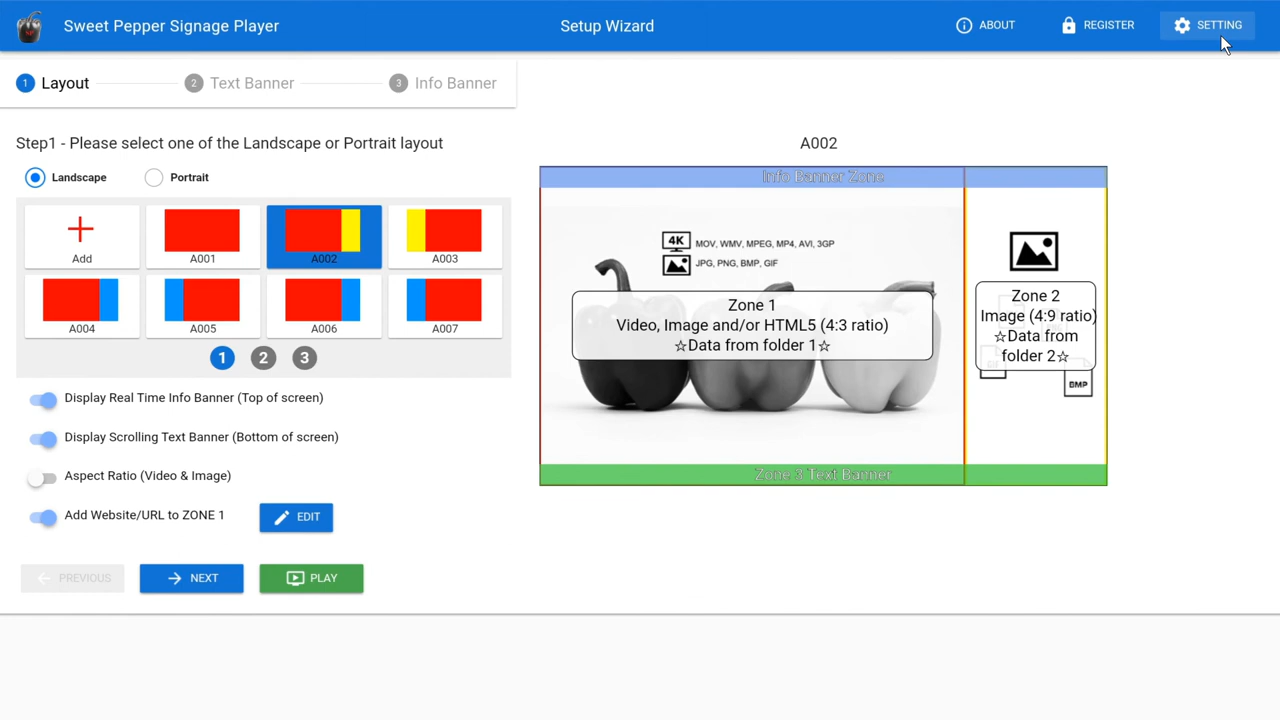 Sweet Pepper Signage Player
Setup Wizard
ABOUT
REGISTER
SETTING
1 Layout
2 Text Banner
3 Info Banner
Step1 - Please select one of the Landscape or Portrait layout
Landscape
Portrait
Add
A001
A002
A003
A004
A005
A006
A007
1 2 3
Display Real Time Info Banner (Top of screen)
Display Scrolling Text Banner (Bottom of screen)
Aspect Ratio (Video & Image)
Add Website/URL to ZONE 1
EDIT
PREVIOUS
NEXT
PLAY
A002
Info Banner Zone
4K MOV, WMV, MPEG, MP4, AVI, 3GP
JPG, PNG, BMP, GIF
Zone 1
Video, Image and/or HTML5 (4:3 ratio)
☆Data from folder 1☆
Zone 2
Image (4:9 ratio)
☆Data from
folder 2☆
BMP
Zone 3 Text Banner